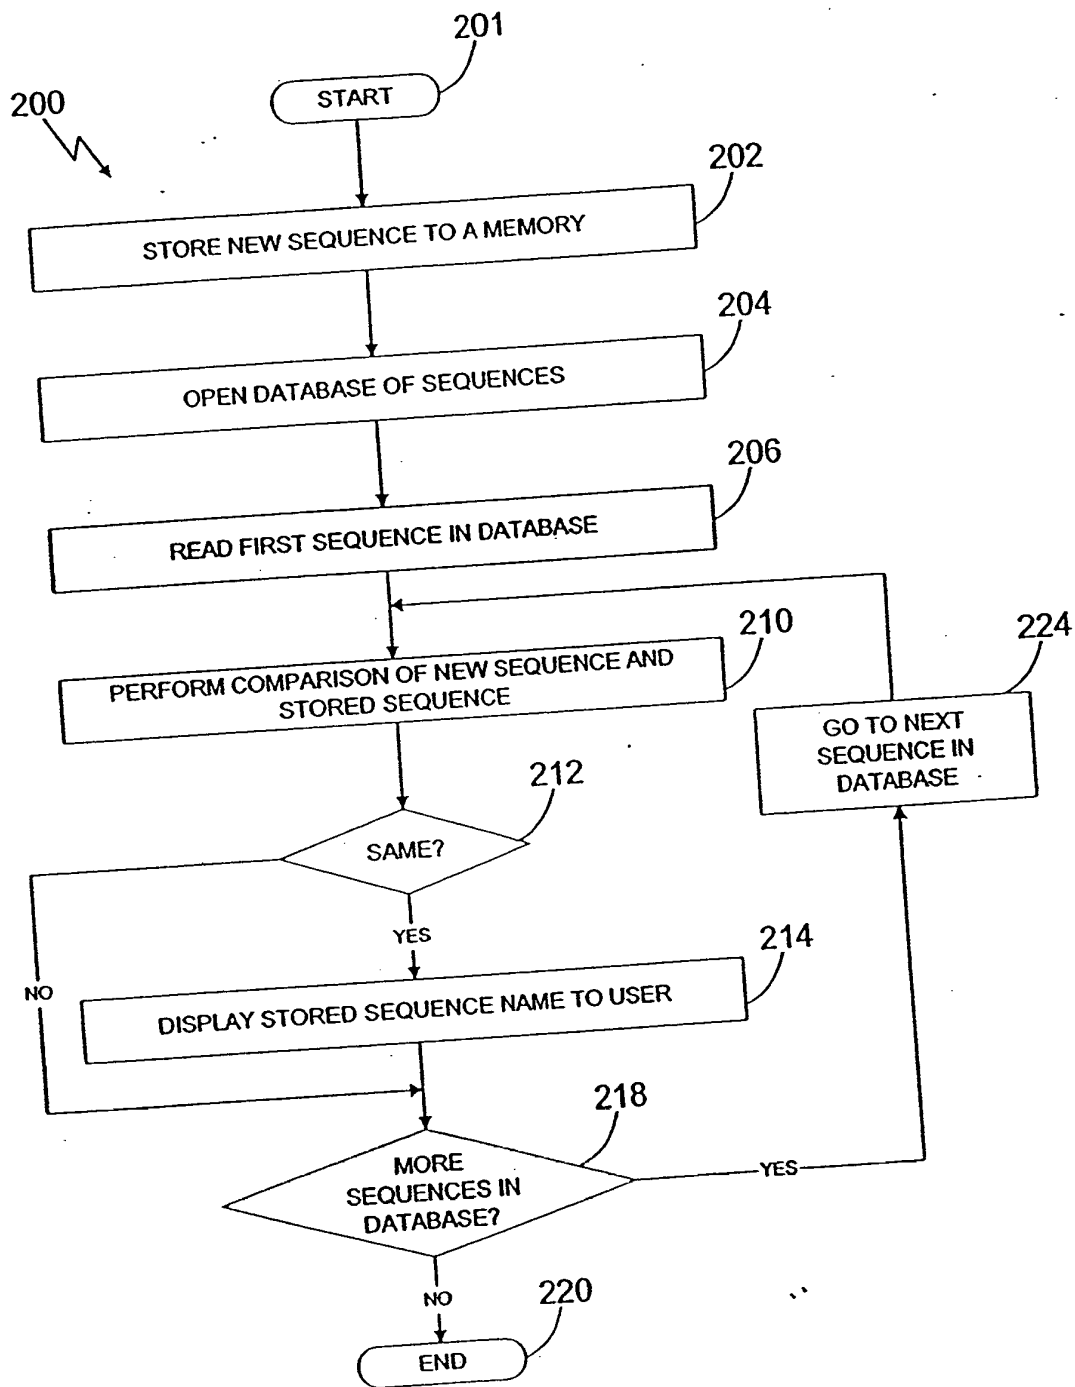 201
START
200
202
STORE NEW SEQUENCE TO A MEMORY
204
OPEN DATABASE OF SEQUENCES
206
READ FIRST SEQUENCE IN DATABASE
210
PERFORM COMPARISON OF NEW SEQUENCE AND
STORED SEQUENCE
224
GO TO NEXT
SEQUENCE IN
DATABASE
212
SAME?
YES
NO
214
DISPLAY STORED SEQUENCE NAME TO USER
218
MORE
SEQUENCES IN
DATABASE?
YES
NO
220
END